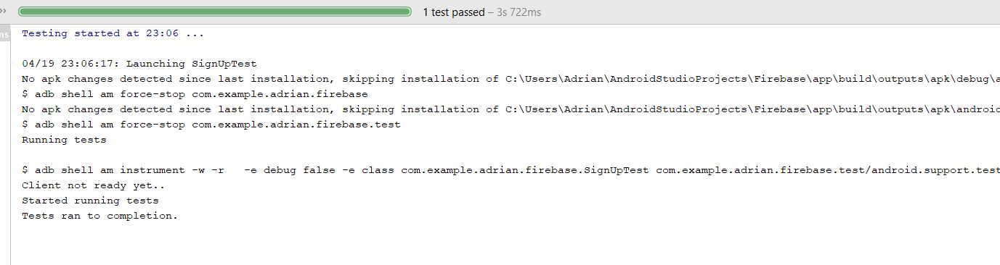 >>
1 test passed – 3s 722ms
ms
Testing started at 23:06 ...
04/19 23:06:17: Launching SignUpTest
No apk changes detected since last installation, skipping installation of C:\Users\Adrian\AndroidStudioProjects\Firebase\app\build\outputs\apk\debug\a
$ adb shell am force-stop com.example.adrian.firebase
No apk changes detected since last installation, skipping installation of C:\Users\Adrian\AndroidStudioProjects\Firebase\app\build\outputs\apk\android
$ adb shell am force-stop com.example.adrian.firebase.test
Running tests
$ adb shell am instrument -w -r   -e debug false -e class com.example.adrian.firebase.SignUpTest com.example.adrian.firebase.test/android.support.test
Client not ready yet..
Started running tests
Tests ran to completion.